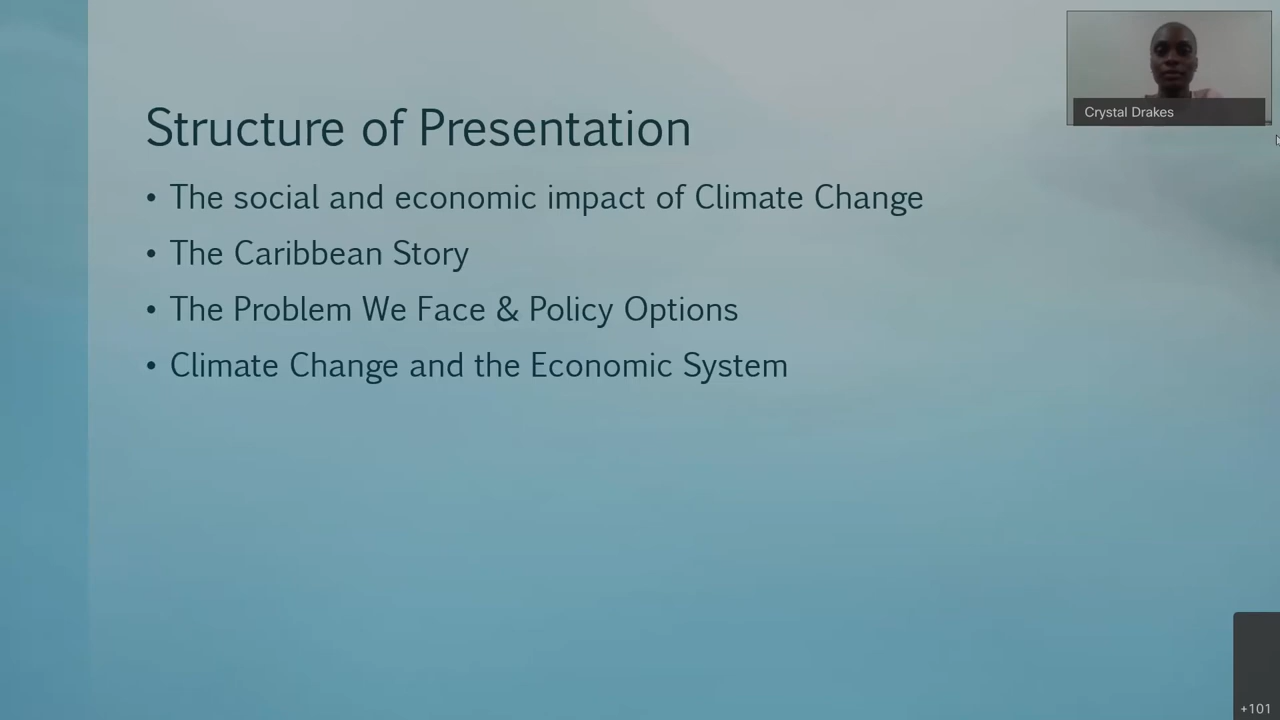 Structure of Presentation
• The social and economic impact of Climate Change
• The Caribbean Story
• The Problem We Face & Policy Options
• Climate Change and the Economic System
Crystal Drakes
+101